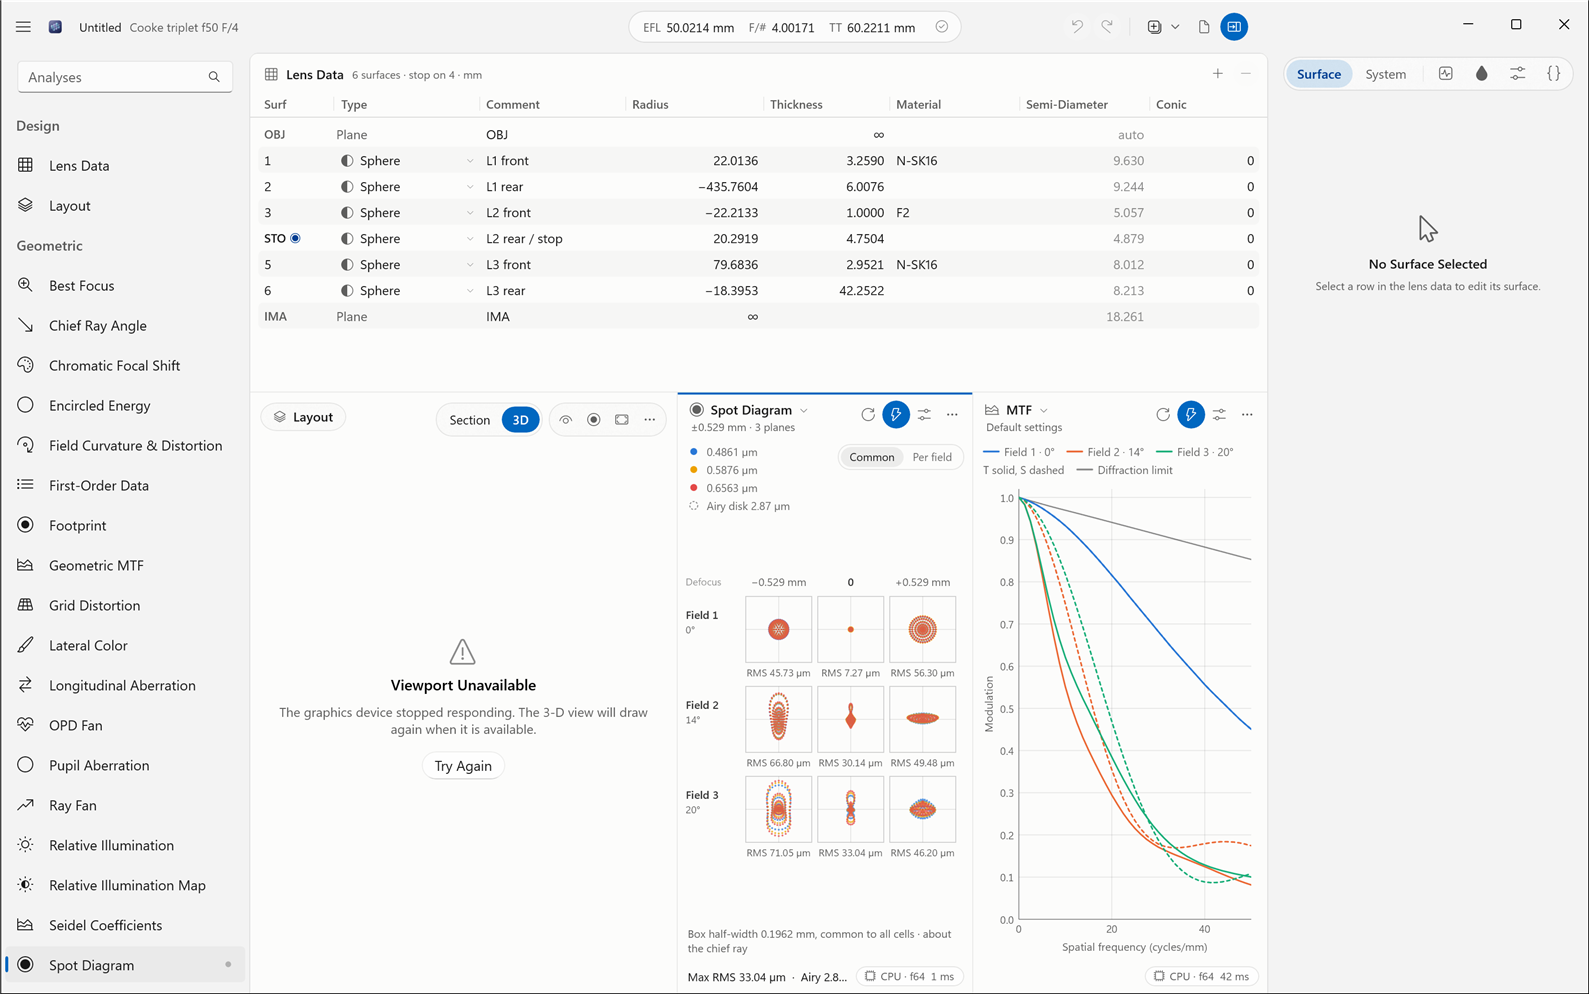 Untitled Cooke triplet f50 F/4
EFL 50.0214 mm F/# 4.00171 TT 60.2211 mm
Analyses
Design
Lens Data
Layout
Geometric
Best Focus
Chief Ray Angle
Chromatic Focal Shift
Encircled Energy
Field Curvature & Distortion
First-Order Data
Footprint
Geometric MTF
Grid Distortion
Lateral Color
Longitudinal Aberration
OPD Fan
Pupil Aberration
Ray Fan
Relative Illumination
Relative Illumination Map
Seidel Coefficients
Spot Diagram
Lens Data 6 surfaces · stop on 4 · mm
Surf Type Comment Radius Thickness Material Semi-Diameter Conic
OBJ Plane OBJ ∞ auto
1 Sphere L1 front 22.0136 3.2590 N-SK16 9.630 0
2 Sphere L1 rear −435.7604 6.0076 9.244 0
3 Sphere L2 front −22.2133 1.0000 F2 5.057 0
STO Sphere L2 rear / stop 20.2919 4.7504 4.879 0
5 Sphere L3 front 79.6836 2.9521 N-SK16 8.012 0
6 Sphere L3 rear −18.3953 42.2522 8.213 0
IMA Plane IMA ∞ 18.261
Layout
Section 3D
Viewport Unavailable
The graphics device stopped responding. The 3-D view will draw
again when it is available.
Try Again
Spot Diagram
±0.529 mm · 3 planes
0.4861 µm
0.5876 µm
0.6563 µm
Airy disk 2.87 µm
Common Per field
Defocus −0.529 mm 0 +0.529 mm
Field 1
0°
RMS 45.73 µm RMS 7.27 µm RMS 56.30 µm
Field 2
14°
RMS 66.80 µm RMS 30.14 µm RMS 49.48 µm
Field 3
20°
RMS 71.05 µm RMS 33.04 µm RMS 46.20 µm
Box half-width 0.1962 mm, common to all cells · about
the chief ray
Max RMS 33.04 µm · Airy 2.8...
CPU · f64 1 ms
MTF
Default settings
Field 1 · 0° Field 2 · 14° Field 3 · 20°
T solid, S dashed Diffraction limit
1.0
0.9
0.8
0.7
0.6
0.5
0.4
0.3
0.2
0.1
0.0
Modulation
0 20 40
Spatial frequency (cycles/mm)
CPU · f64 42 ms
Surface System
{}
No Surface Selected
Select a row in the lens data to edit its surface.